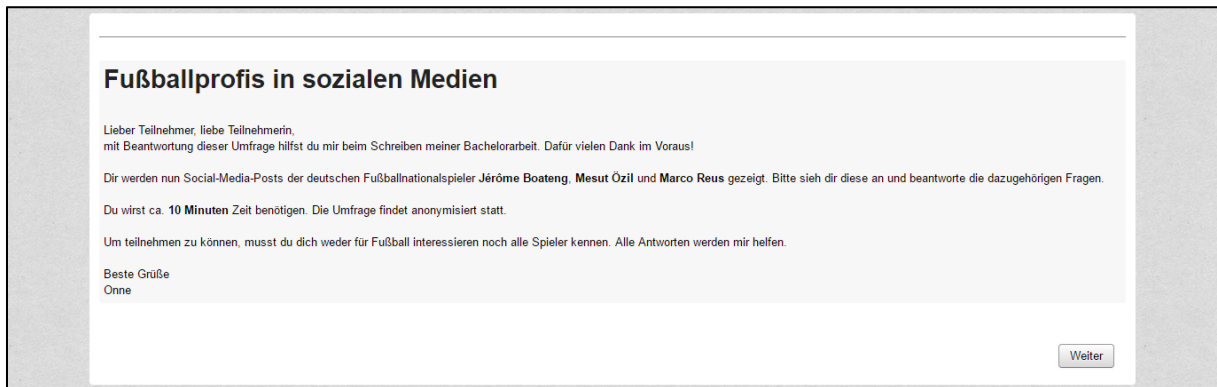 Fußballprofis in sozialen Medien
Lieber Teilnehmer, liebe Teilnehmerin,
mit Beantwortung dieser Umfrage hilfst du mir beim Schreiben meiner Bachelorarbeit. Dafür vielen Dank im Voraus!
Dir werden nun Social-Media-Posts der deutschen Fußballnationalspieler Jérôme Boateng, Mesut Özil und Marco Reus gezeigt. Bitte sieh dir diese an und beantworte die dazugehörigen Fragen.
Du wirst ca. 10 Minuten Zeit benötigen. Die Umfrage findet anonymisiert statt.
Um teilnehmen zu können, musst du dich weder für Fußball interessieren noch alle Spieler kennen. Alle Antworten werden mir helfen.
Beste Grüße
Onne
Weiter